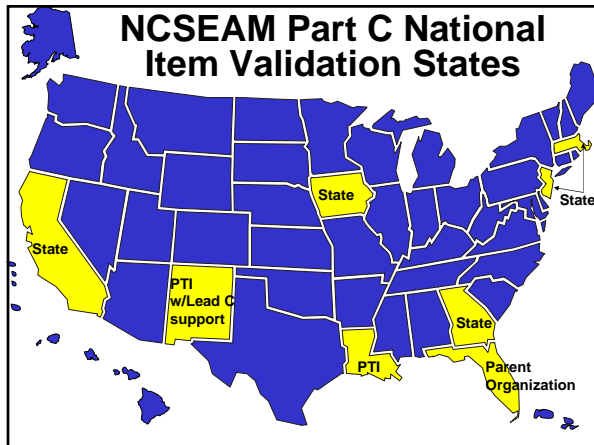 NCSEAM Part C National
Item Validation States
State
State
State
PTI
w/Lead C
support
State
PTI
Parent
Organization